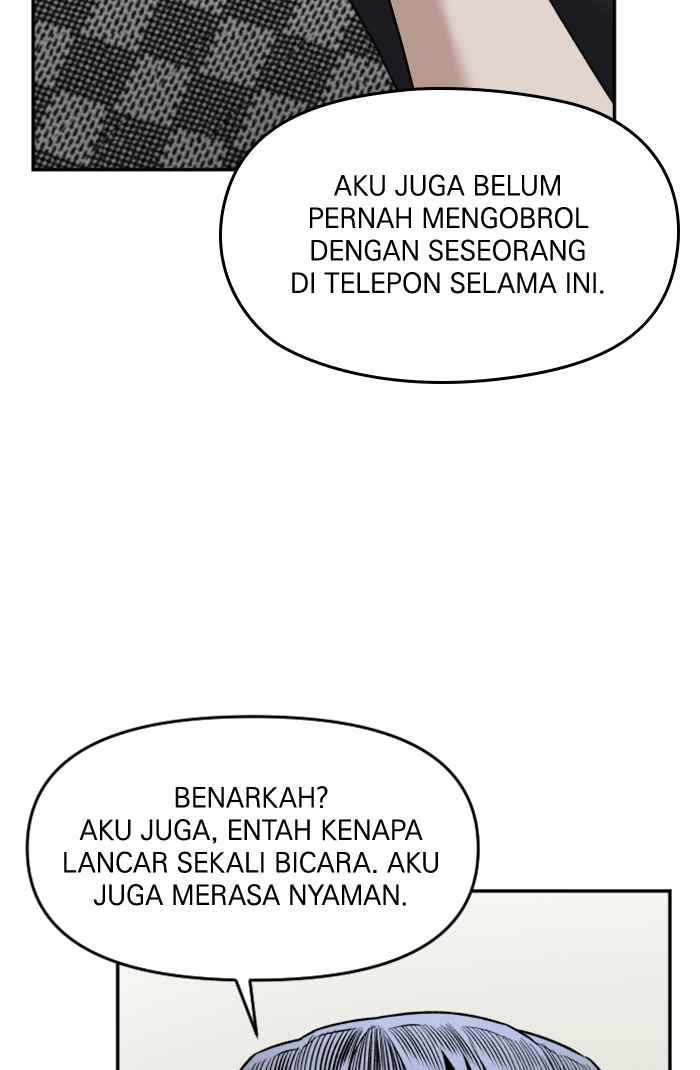 AKU JUGA BELUM
PERNAH MENGOBROL
DENGAN SESEORANG
DI TELEPON SELAMA INI.
BENARKAH?
AKU JUGA, ENTAH KENAPA
LANCAR SEKALI BICARA. AKU
JUGA MERASA NYAMAN.